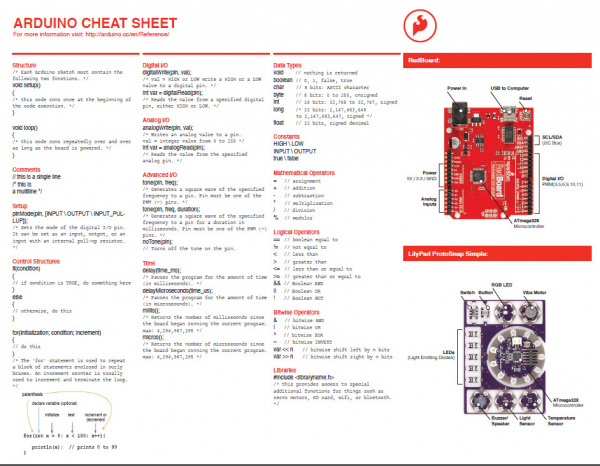 ARDUINO CHEAT SHEET
For more information visit: http://arduino.cc/en/Reference/
Structure
/* Each Arduino sketch must contain the
following two functions. */
void setup()
{
/* this code runs once at the beginning of
the code execution. */
}
void loop()
{
/* this code runs repeatedly over and over
as long as the board is powered. */
}
Comments
// this is a single line
/* this is
a multiline */
Setup
pinMode(pin, [INPUT \ OUTPUT \ INPUT_PUL-
LUP]);
/* Sets the mode of the digital I/O pin.
It can be set as an input, output, or an
input with an internal pull-up resistor.
*/
Control Structures
if(condition)
{
// if condition is TRUE, do something here
}
else
{
// otherwise, do this
}
for(initialization; condition; increment)
{
// do this
}
/* The 'for' statement is used to repeat
a block of statements enclosed in curly
braces. An increment counter is usually
used to increment and terminate the loop.
*/
parenthesis
declare variable (optional)
initialize test increment or
decrement
for(int x = 0; x < 100; x++){
println(x); // prints 0 to 99
}
Digital I/O
digitalWrite(pin, val);
/* val = HIGH or LOW write a HIGH or a LOW
value to a digital pin. */
int var = digitalRead(pin);
/* Reads the value from a specified digital
pin, either HIGH or LOW. */
Analog I/O
analogWrite(pin, val);
/* Writes an analog value to a pin.
val = integer value from 0 to 255 */
int var = analogRead(pin);
/* Reads the value from the specified
analog pin. */
Advanced I/O
tone(pin, freq);
/* Generates a square wave of the specified
frequency to a pin. Pin must be one of the
PWM (~) pins. */
tone(pin, freq, duration);
/* Generates a square wave of the specified
frequency to a pin for a duration in
milliseconds. Pin must be one of the PWM (~)
pins. */
noTone(pin);
// Turns off the tone on the pin.
Time
delay(time_ms);
/* Pauses the program for the amount of time
(in milliseconds). */
delayMicroseconds(time_us);
/* Pauses the program for the amount of time
(in microseconds). */
millis();
/* Returns the number of milliseconds since
the board began running the current program.
max: 4,294,967,295 */
micros();
/* Returns the number of microseconds since
the board began running the current program.
max: 4,294,967,295 */
Data Types
void // nothing is returned
boolean // 0, 1, false, true
char // 8 bits: ASCII character
byte // 8 bits: 0 to 255, unsigned
int // 16 bits: 32,768 to 32,767, signed
long /* 32 bits: 2,147,483,648
to 2,147,483,647, signed */
float // 32 bits, signed decimal
Constants
HIGH \ LOW
INPUT \ OUTPUT
true \ false
Mathematical Operators
= // assignment
+ // addition
- // subtraction
* // multiplication
/ // division
% // modulus
Logical Operators
== // boolean equal to
!= // not equal to
< // less than
> // greater than
<= // less than or equal to
>= // greater than or equal to
&& // Boolean AND
|| // Boolean OR
! // Boolean NOT
Bitwise Operators
& // bitwise AND
| // bitwise OR
^ // bitwise XOR
~ // bitwise INVERT
var << n // bitwise shift left by n bits
var >> n // bitwise shift right by n bits
Libraries
#include <libraryname.h>
/* this provides access to special
additional functions for things such as
servo motors, SD card, wifi, or bluetooth.
*/
RedBoard:
Power In
USB to Computer
Reset
SCL/SDA
(I2C Bus)
Power
5V / 3.3 / GND
Digital I/O
PWM(3,5,6,9,10,11)
Analog
Inputs
RedBoard
ATmega328
Microcontroller
LilyPad ProtoSnap Simple:
RGB LED
Switch Button Vibe Motor
LEDs
(Light Emitting Diodes)
ATmega328
Microcontroller
Buzzer/
Speaker
Light
Sensor
Temperature
Sensor